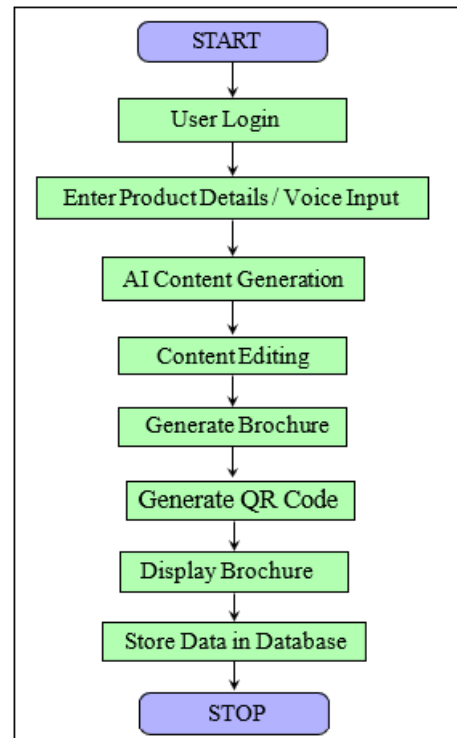 START
User Login
Enter Product Details / Voice Input
AI Content Generation
Content Editing
Generate Brochure
Generate QR Code
Display Brochure
Store Data in Database
STOP